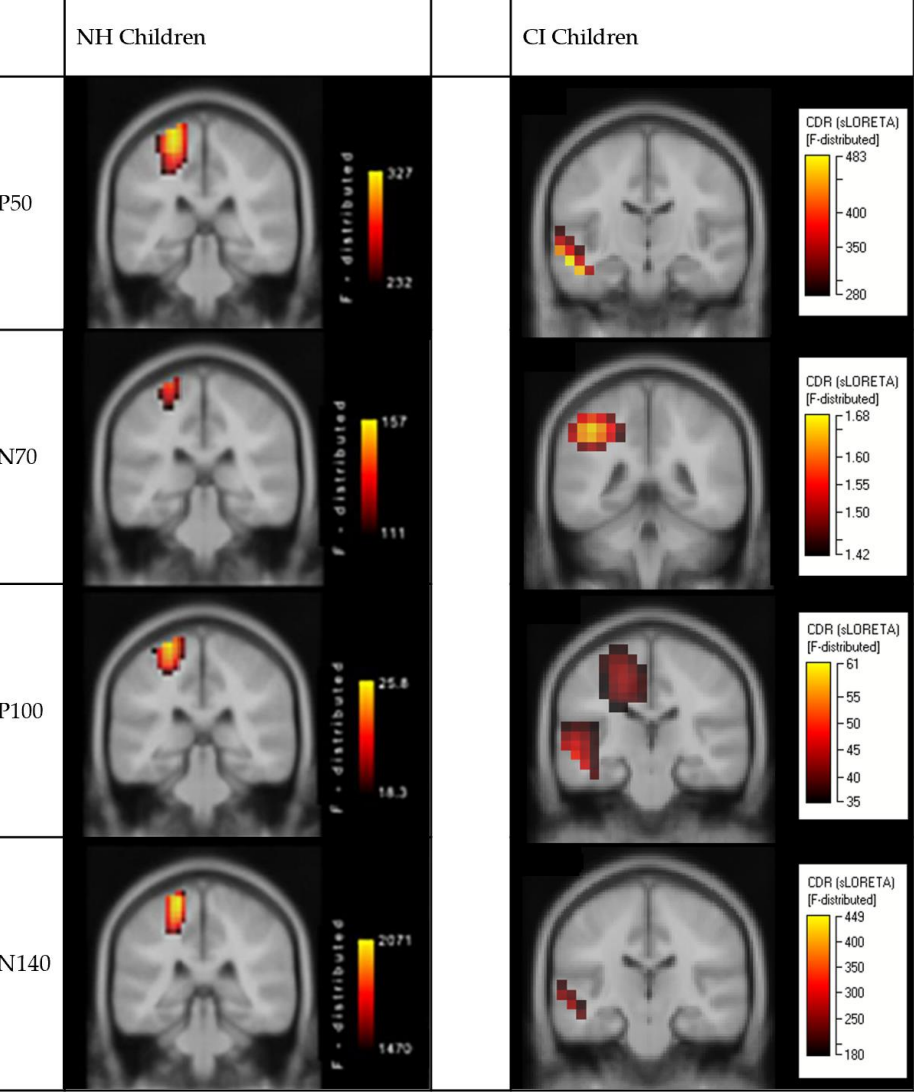 NH Children
CI Children
P50
F - distributed
327
232
CDR (sLORETA)
[F-distributed]
483
400
350
280
N70
F - distributed
157
111
CDR (sLORETA)
[F-distributed]
1.68
1.60
1.55
1.50
1.42
P100
F - distributed
25.8
18.3
CDR (sLORETA)
[F-distributed]
61
55
50
45
40
35
N140
F - distributed
2071
1470
CDR (sLORETA)
[F-distributed]
449
400
350
300
250
180